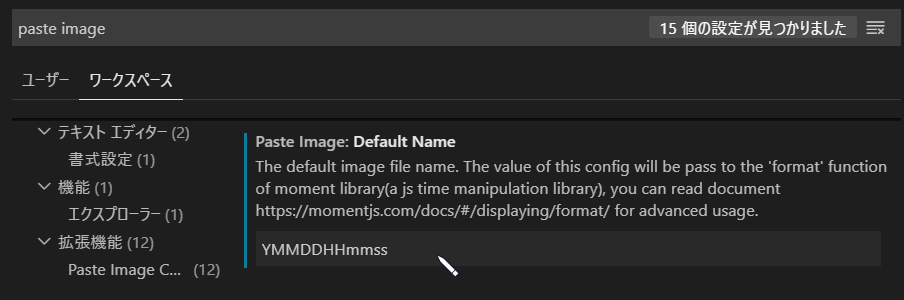 paste image
15 個の設定が見つかりました
ユーザー ワークスペース
テキスト エディター (2)
書式設定 (1)
機能 (1)
エクスプローラー (1)
拡張機能 (12)
Paste Image C... (12)
Paste Image: Default Name
The default image file name. The value of this config will be pass to the 'format' function
of moment library(a js time manipulation library), you can read document
https://momentjs.com/docs/#/displaying/format/ for advanced usage.
YMMDDHHmmss